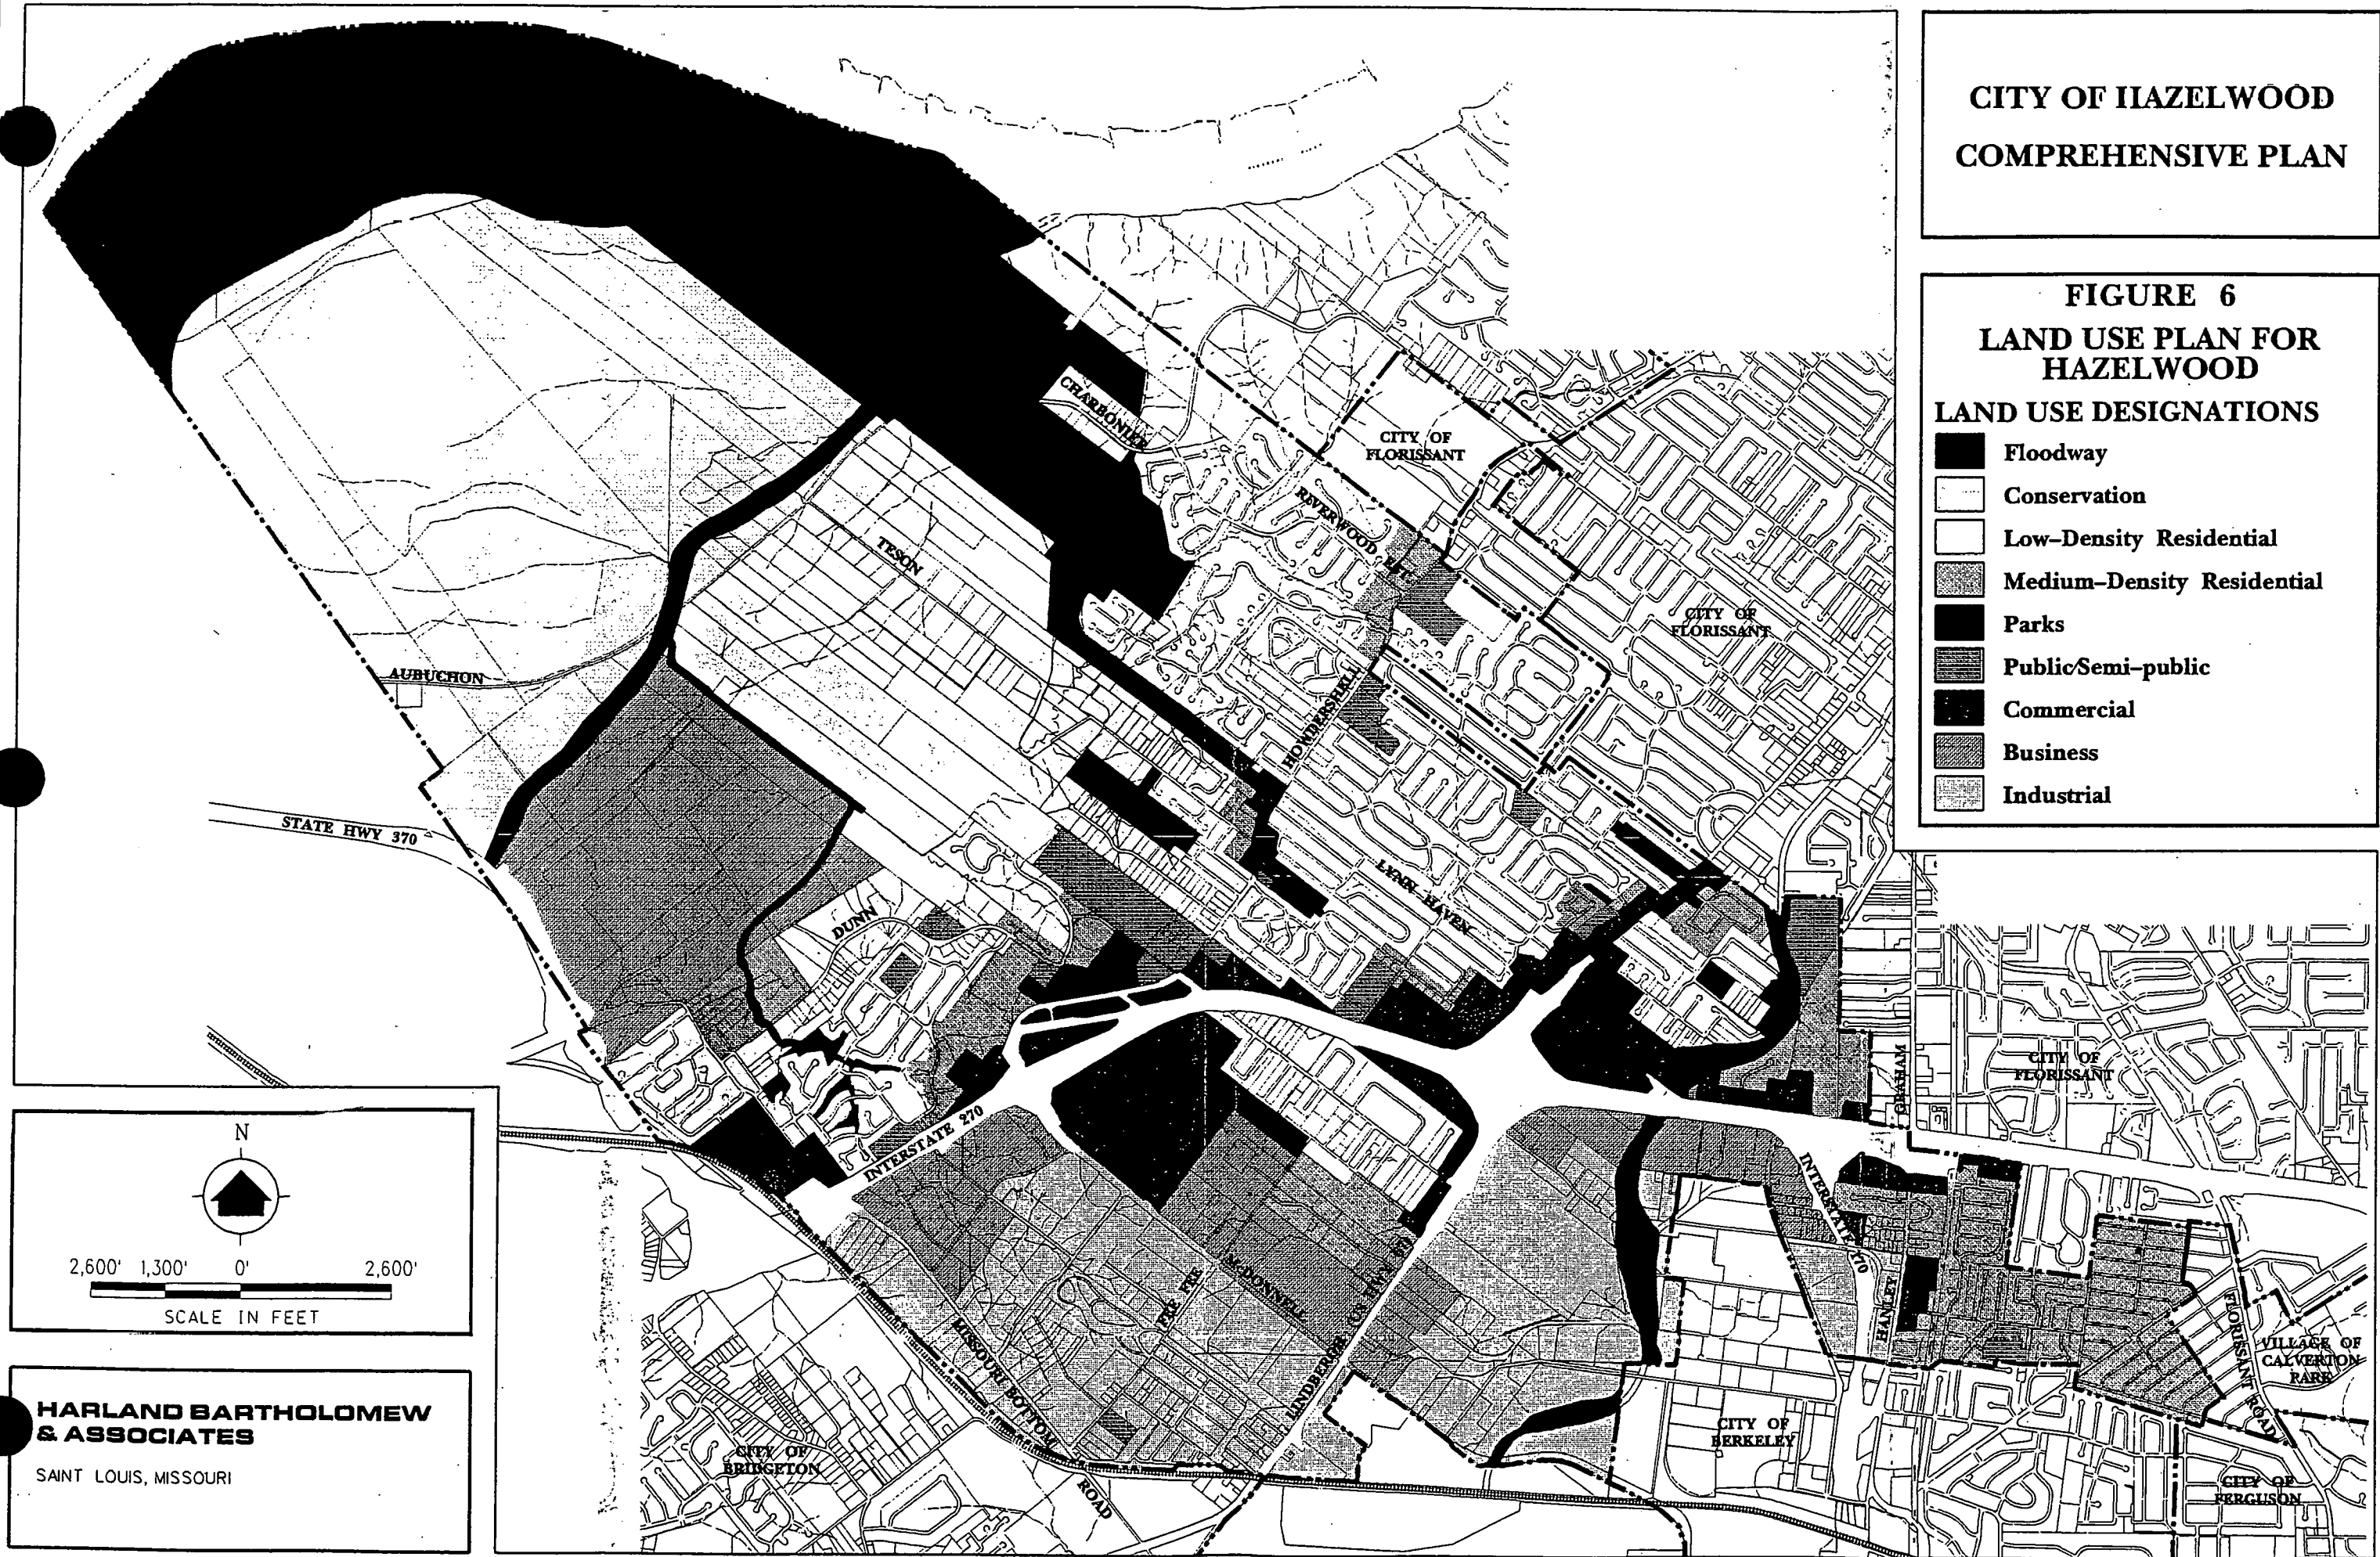 CITY OF HAZELWOOD
COMPREHENSIVE PLAN
FIGURE 6
LAND USE PLAN FOR
HAZELWOOD
LAND USE DESIGNATIONS
Floodway
Conservation
Low–Density Residential
Medium–Density Residential
Parks
Public/Semi–public
Commercial
Business
Industrial
CHARBONIER
CITY OF
FLORISSANT
RIVERWOOD EST.
TESON
CITY OF
FLORISSANT
AUBUCHON
HOWDERSHELL
STATE HWY 370
LYNN HAVEN
DUNN
GRAHAM
CITY OF
FLORISSANT
INTERSTATE 270
INTERSTATE 170
McDONNELL
FEE FEE
LINDBERGH (US HWY 67)
HANLEY
MISSOURI BOTTOM
ROAD
FLORISSANT ROAD
VILLAGE OF
CALVERTON
PARK
CITY OF
BRIDGETON
CITY OF
BERKELEY
CITY OF
FERGUSON
N
2,600' 1,300' 0' 2,600'
SCALE IN FEET
HARLAND BARTHOLOMEW
& ASSOCIATES
SAINT LOUIS, MISSOURI